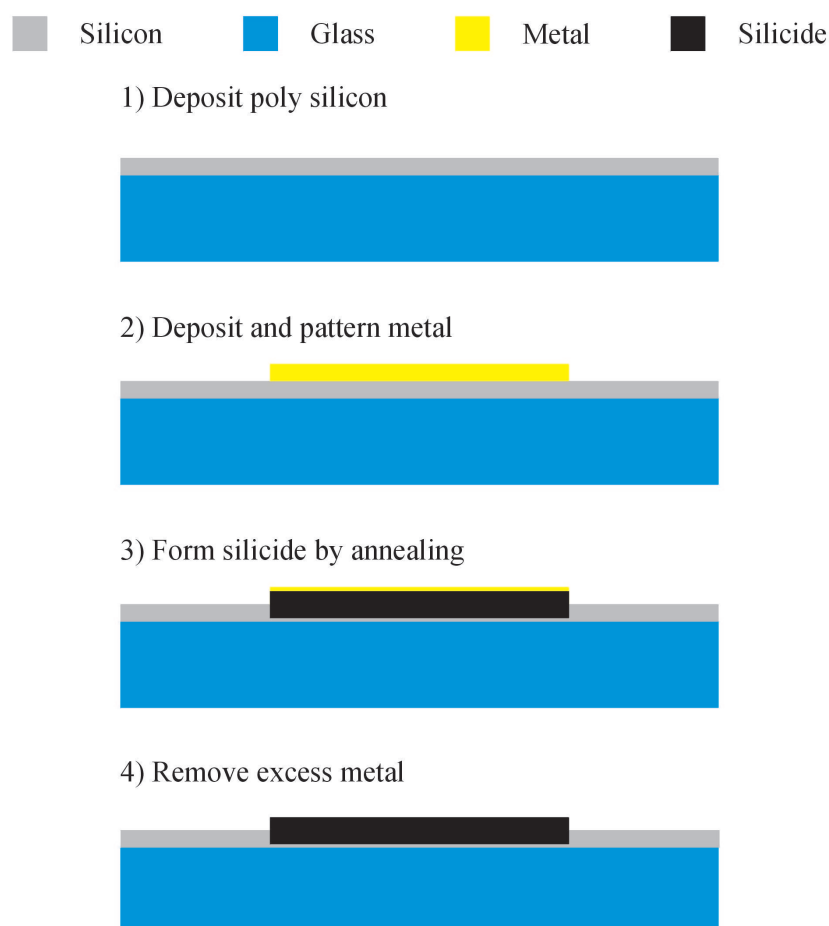 Silicon Glass Metal Silicide
1) Deposit poly silicon
2) Deposit and pattern metal
3) Form silicide by annealing
4) Remove excess metal